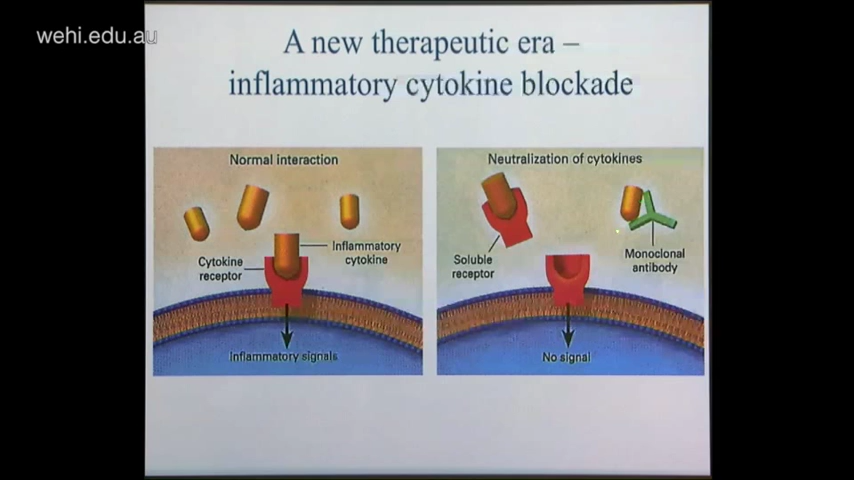 wehi.edu.au
A new therapeutic era –
inflammatory cytokine blockade
Normal interaction
Inflammatory
cytokine
Cytokine
receptor
Inflammatory signals
Neutralization of cytokines
Soluble
receptor
Monoclonal
antibody
No signal